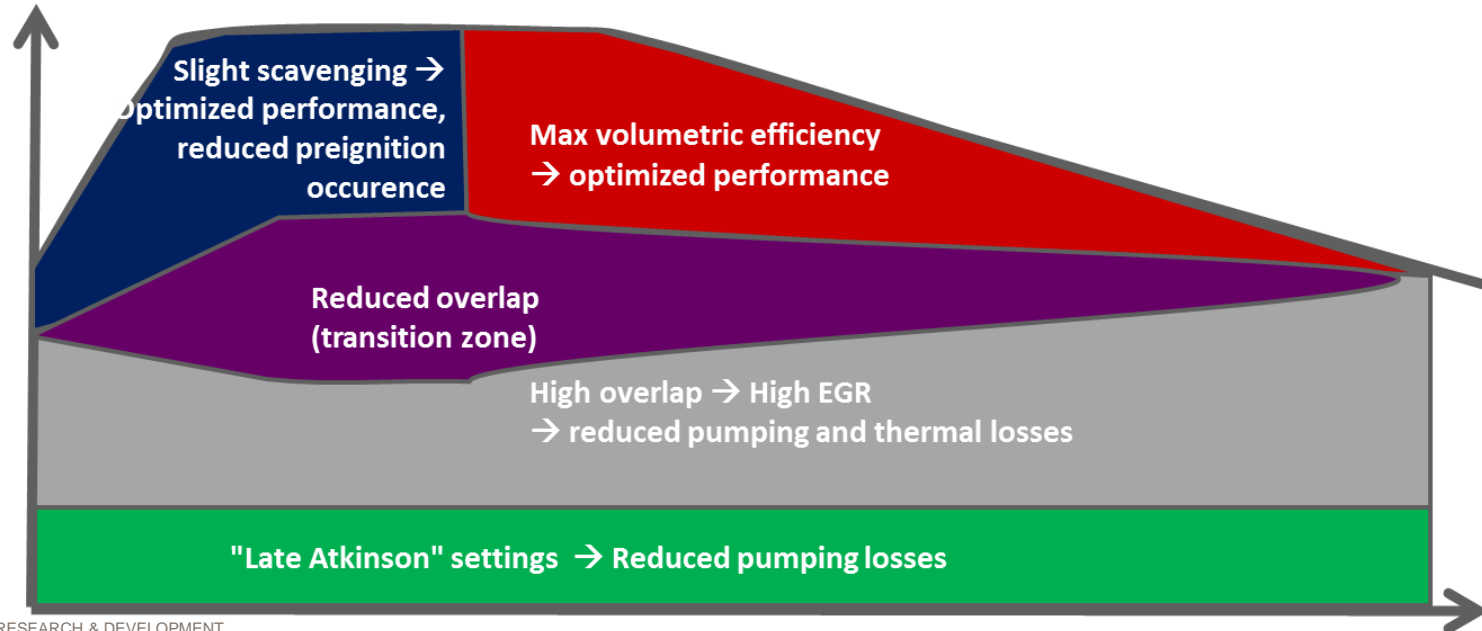 Slight scavenging →
Optimized performance,
reduced preignition
occurence
Max volumetric efficiency
→ optimized performance
Reduced overlap
(transition zone)
High overlap → High EGR
→ reduced pumping and thermal losses
"Late Atkinson" settings → Reduced pumping losses
RESEARCH & DEVELOPMENT